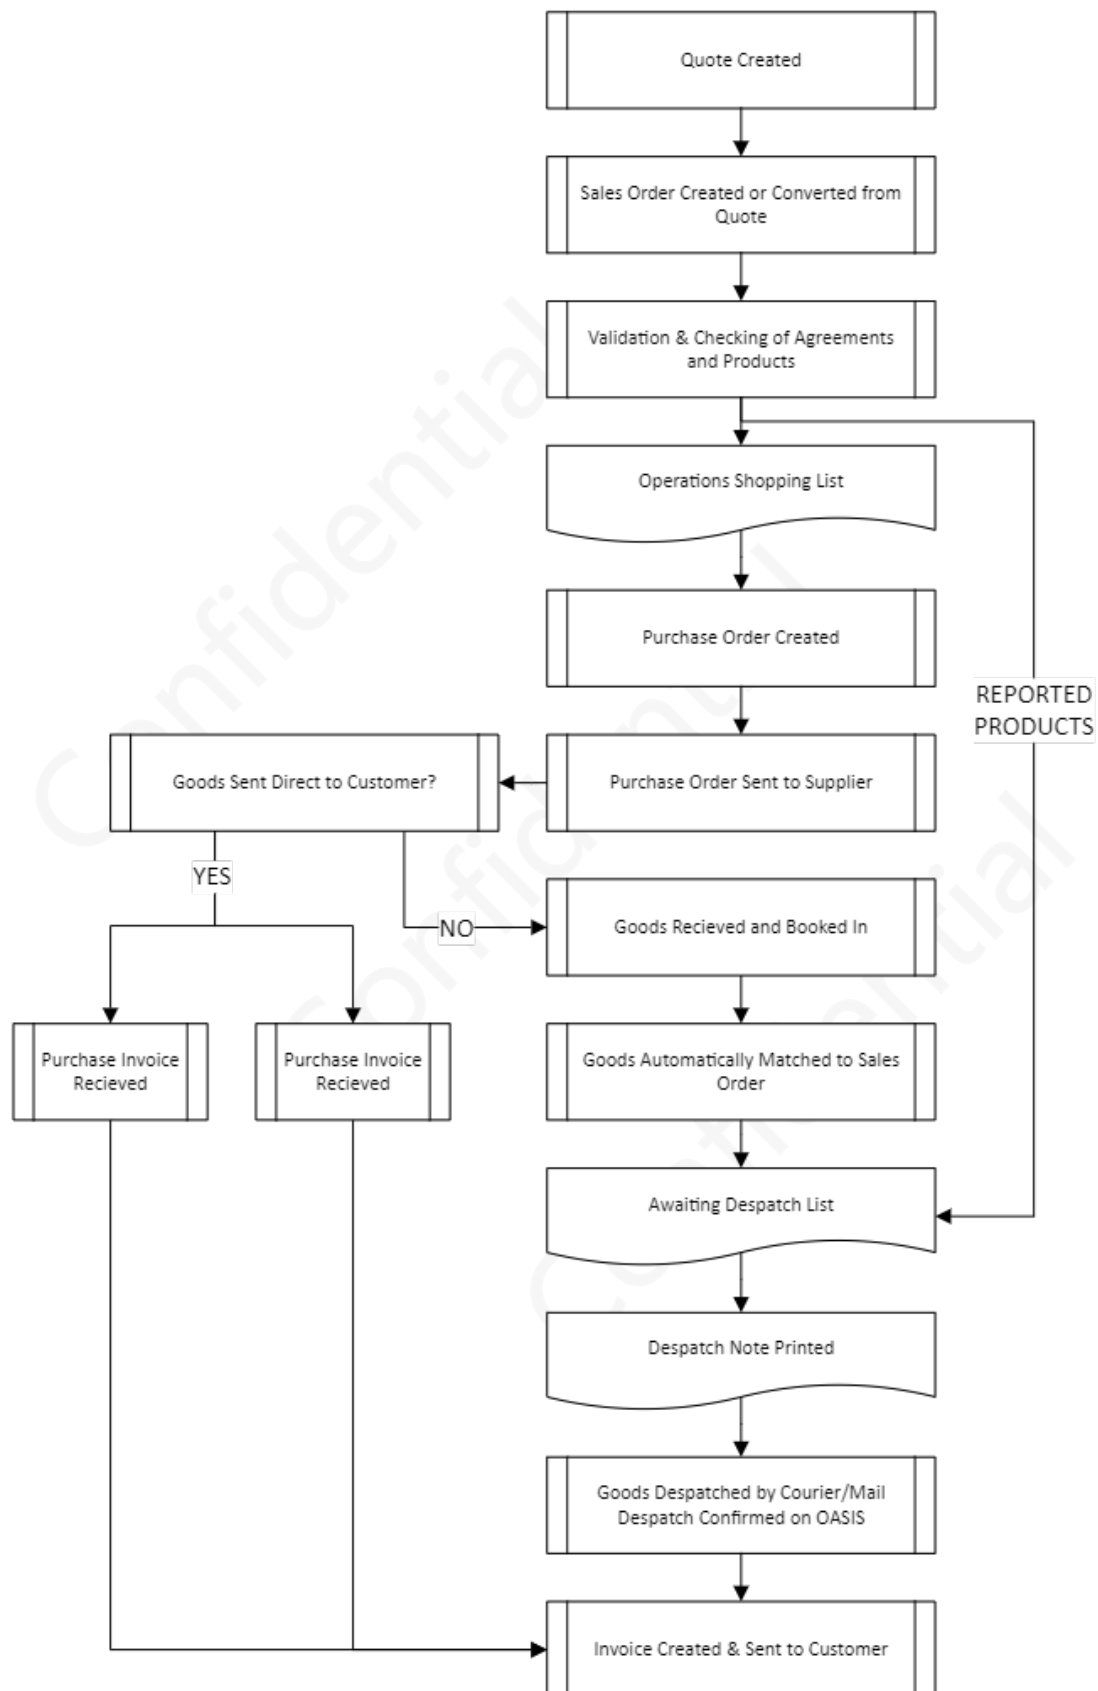 Quote Created
Sales Order Created or Converted from
Quote
Validation & Checking of Agreements
and Products
Operations Shopping List
Purchase Order Created
REPORTED
PRODUCTS
Goods Sent Direct to Customer?
Purchase Order Sent to Supplier
YES
NO
Goods Recieved and Booked In
Purchase Invoice
Recieved
Purchase Invoice
Recieved
Goods Automatically Matched to Sales
Order
Awaiting Despatch List
Despatch Note Printed
Goods Despatched by Courier/Mail
Despatch Confirmed on OASIS
Invoice Created & Sent to Customer
Confidential
Confidential
Confidential